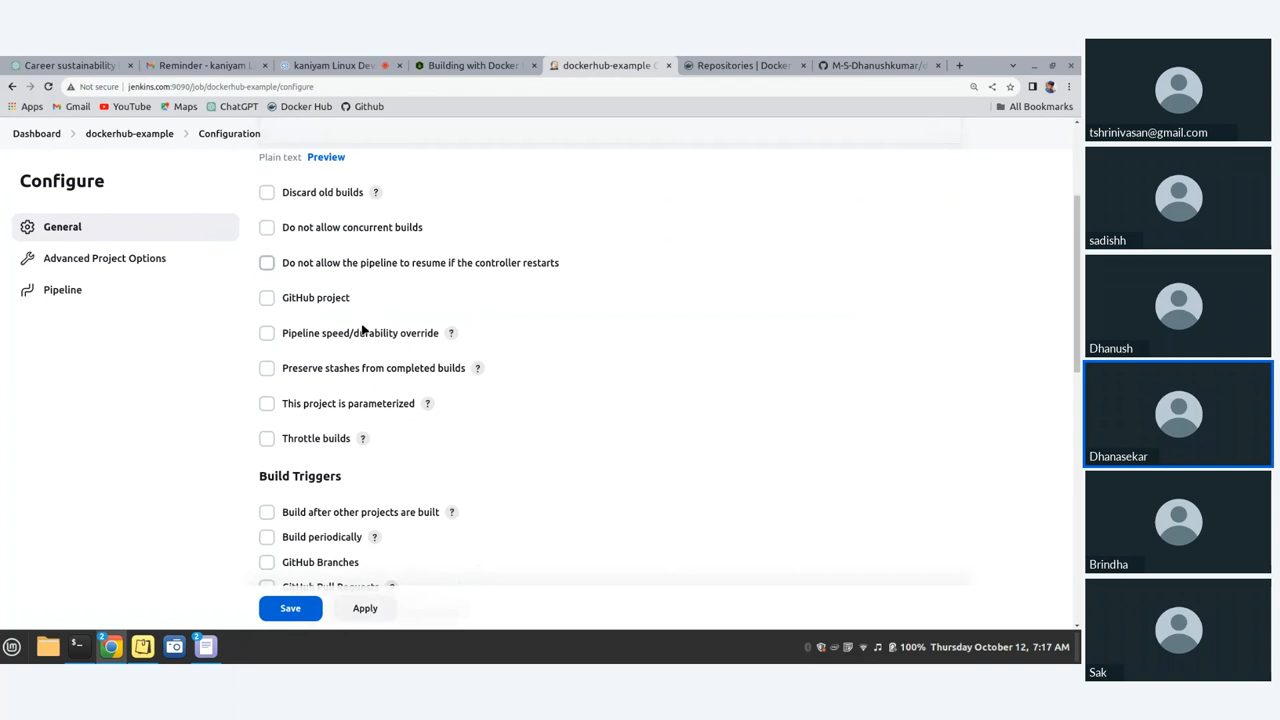 Career sustainability
Reminder - kaniyam L
kaniyam Linux Dev
Building with Docker
dockerhub-example C
Repositories | Docker
M-S-Dhanushkumar/d
Not secure | jenkins.com:9090/job/dockerhub-example/configure
Apps
Gmail
YouTube
Maps
ChatGPT
Docker Hub
Github
All Bookmarks
Dashboard
dockerhub-example
Configuration
Configure
General
Advanced Project Options
Pipeline
Plain text Preview
Discard old builds ?
Do not allow concurrent builds
Do not allow the pipeline to resume if the controller restarts
GitHub project
Pipeline speed/durability override ?
Preserve stashes from completed builds ?
This project is parameterized ?
Throttle builds ?
Build Triggers
Build after other projects are built ?
Build periodically ?
GitHub Branches
GitHub Pull Requests
Save
Apply
2
2
100% Thursday October 12, 7:17 AM
tshrinivasan@gmail.com
sadishh
Dhanush
Dhanasekar
Brindha
Sak